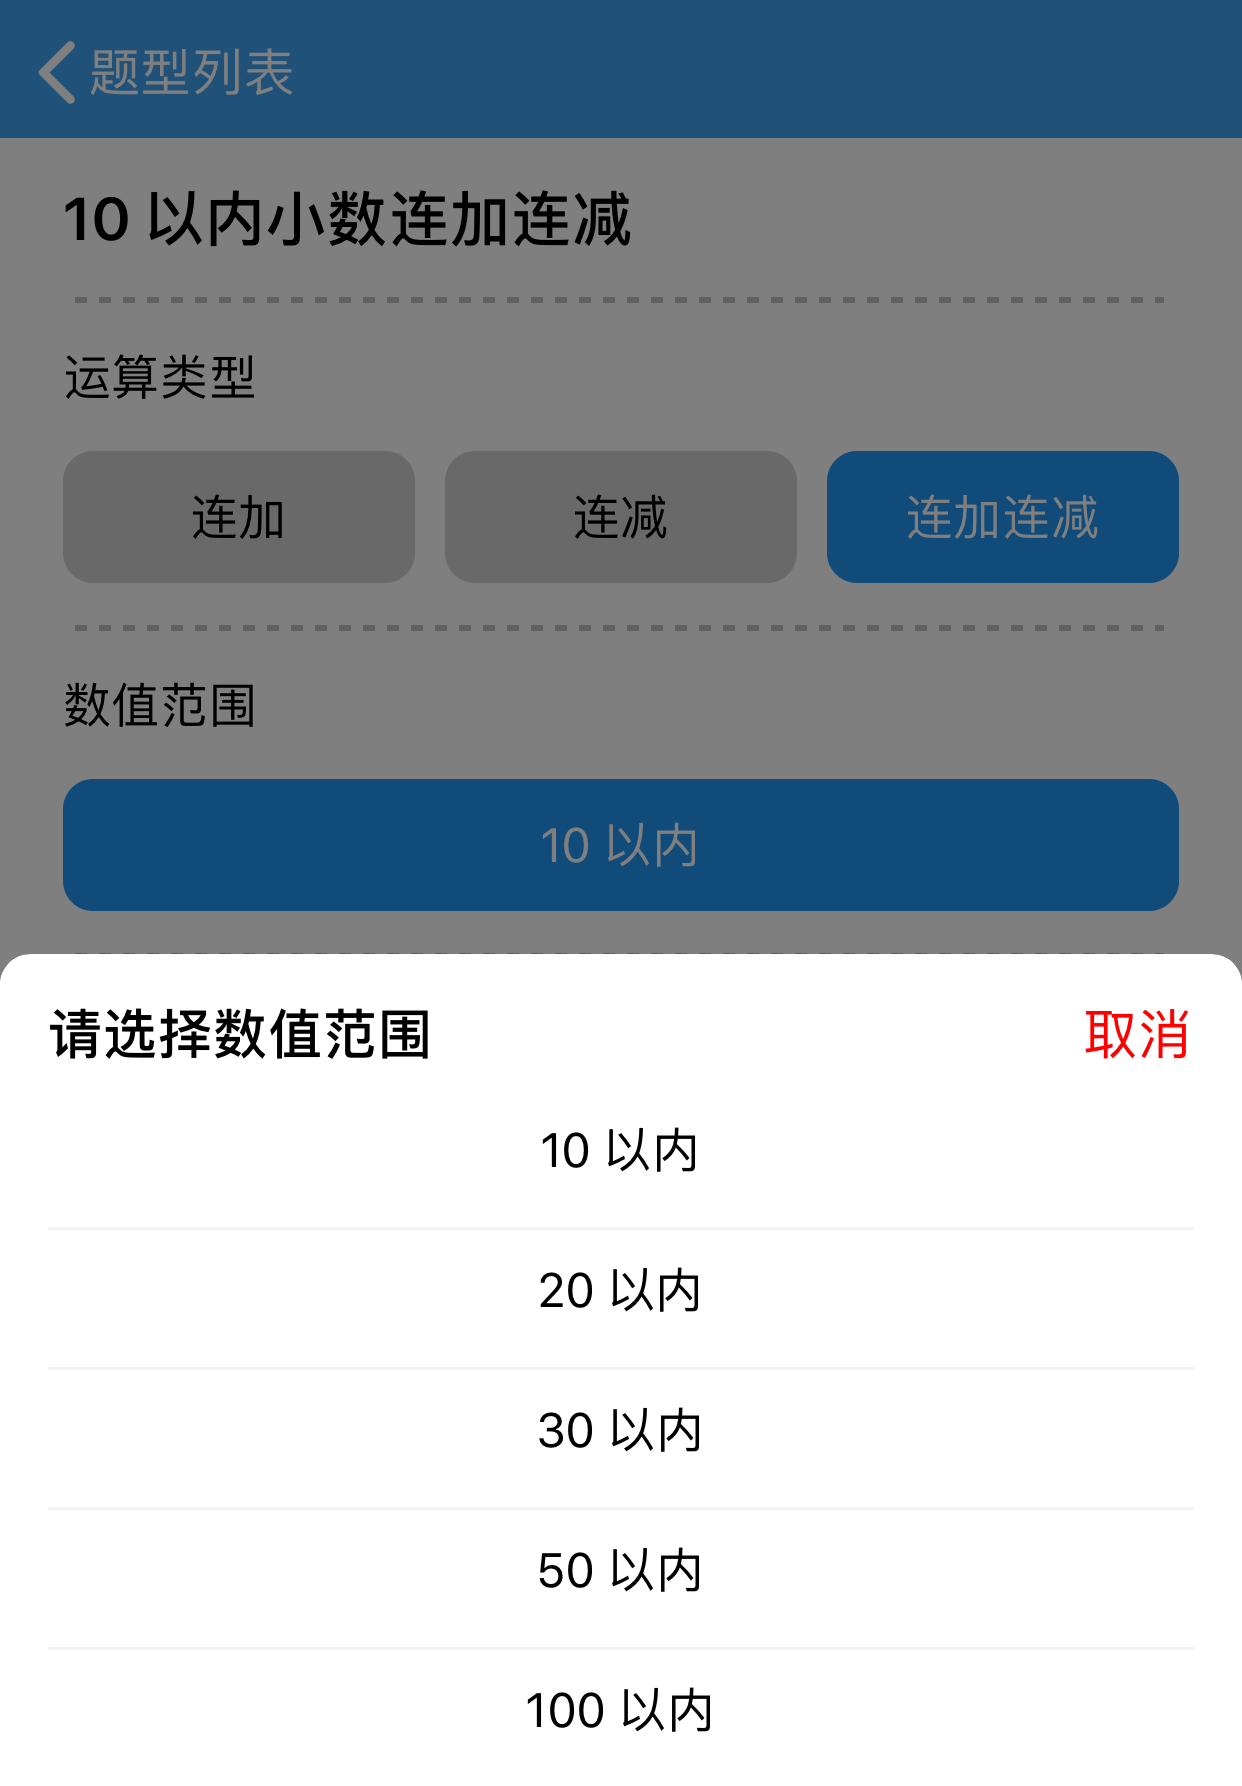 题型列表
10 以内小数连加连减
运算类型
连加
连减
连加连减
数值范围
10 以内
请选择数值范围
取消
10 以内
20 以内
30 以内
50 以内
100 以内